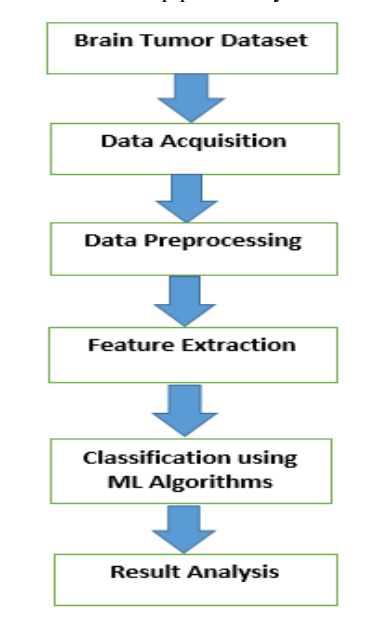 Brain Tumor Dataset
Data Acquisition
Data Preprocessing
Feature Extraction
Classification using
ML Algorithms
Result Analysis